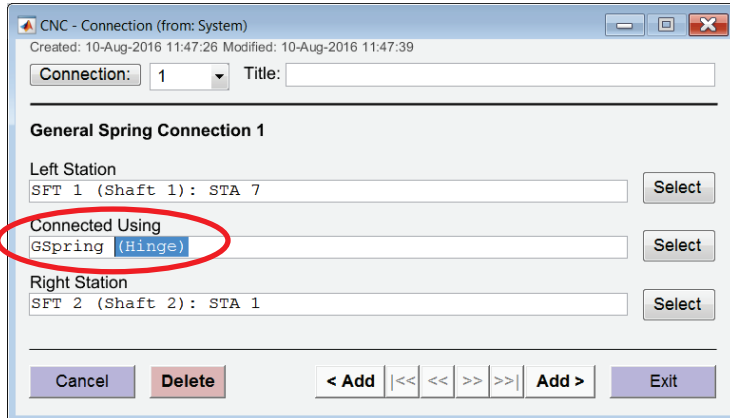 CNC - Connection (from: System)
Created: 10-Aug-2016 11:47:26 Modified: 10-Aug-2016 11:47:39
Connection: 1 Title:
General Spring Connection 1
Left Station
SFT 1 (Shaft 1): STA 7 Select
Connected Using
GSpring (Hinge) Select
Right Station
SFT 2 (Shaft 2): STA 1 Select
Cancel Delete < Add |<< << >> >>| Add > Exit